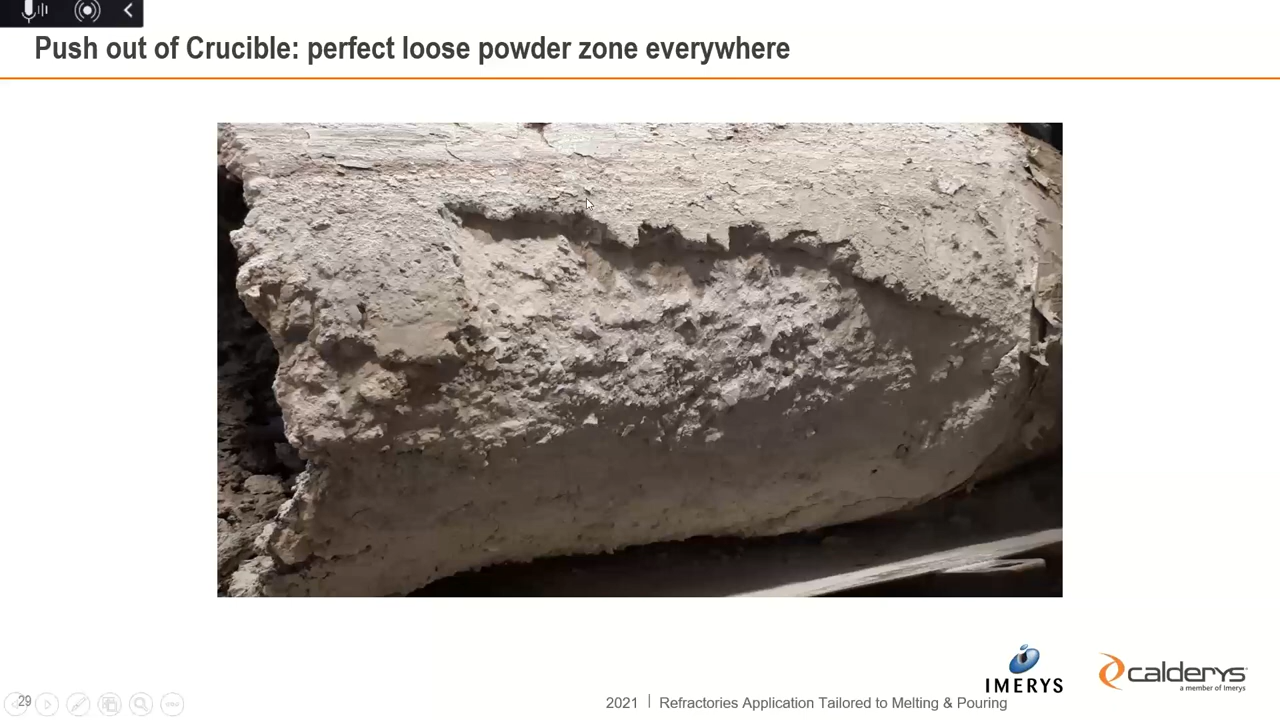 Push out of Crucible: perfect loose powder zone everywhere
IMERYS
calderys
a member of Imerys
29
2021 | Refractories Application Tailored to Melting & Pouring